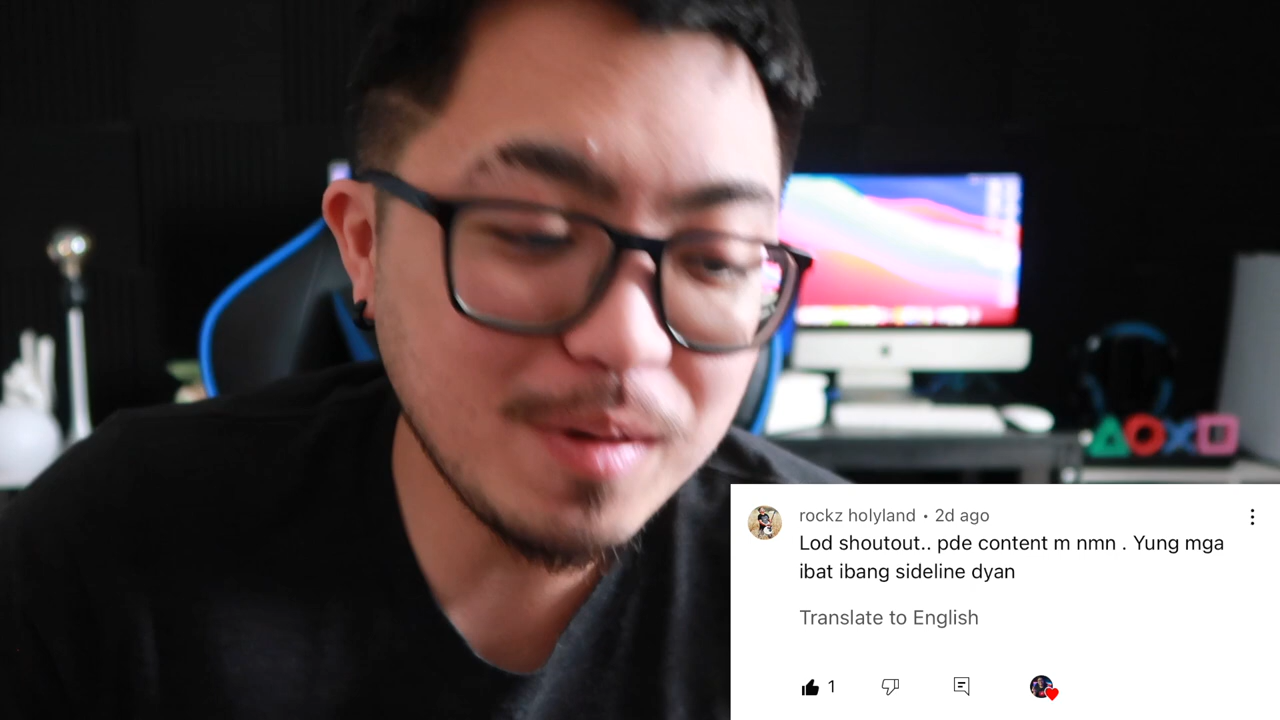 rockz holyland • 2d ago
Lod shoutout.. pde content m nmn . Yung mga
ibat ibang sideline dyan
Translate to English
1